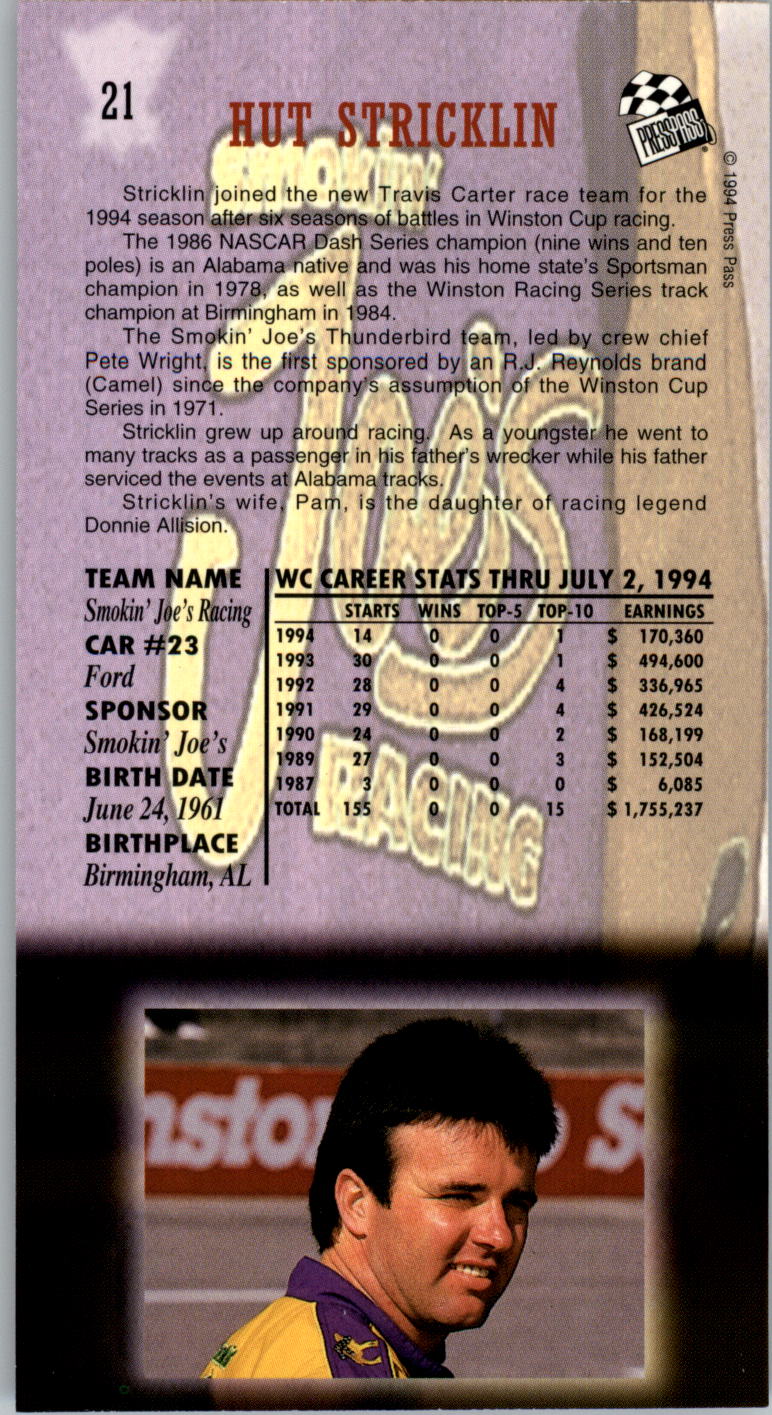 21
HUT STRICKLIN
PRESS PASS
© 1994 Press Pass
Stricklin joined the new Travis Carter race team for the
1994 season after six seasons of battles in Winston Cup racing.
The 1986 NASCAR Dash Series champion (nine wins and ten
poles) is an Alabama native and was his home state's Sportsman
champion in 1978, as well as the Winston Racing Series track
champion at Birmingham in 1984.
The Smokin' Joe's Thunderbird team, led by crew chief
Pete Wright, is the first sponsored by an R.J. Reynolds brand
(Camel) since the company's assumption of the Winston Cup
Series in 1971.
Stricklin grew up around racing. As a youngster he went to
many tracks as a passenger in his father's wrecker while his father
serviced the events at Alabama tracks.
Stricklin's wife, Pam, is the daughter of racing legend
Donnie Allision.
Smokin'
Joe's
RACING
TEAM NAME
Smokin' Joe's Racing
CAR #23
Ford
SPONSOR
Smokin' Joe's
BIRTH DATE
June 24, 1961
BIRTHPLACE
Birmingham, AL
WC CAREER STATS THRU JULY 2, 1994
STARTS WINS TOP-5 TOP-10 EARNINGS
1994 14 0 0 1 $ 170,360
1993 30 0 0 1 $ 494,600
1992 28 0 0 4 $ 336,965
1991 29 0 0 4 $ 426,524
1990 24 0 0 2 $ 168,199
1989 27 0 0 3 $ 152,504
1987 3 0 0 0 $ 6,085
TOTAL 155 0 0 15 $ 1,755,237
nston S